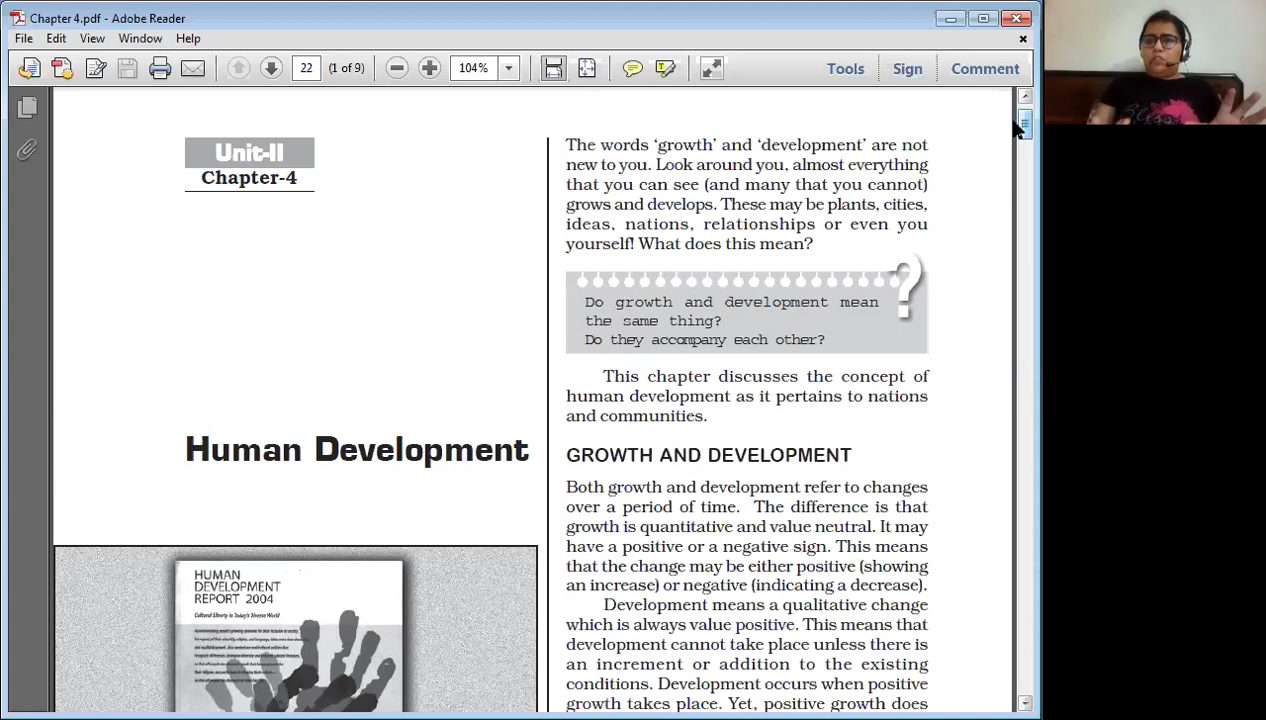 Chapter 4.pdf - Adobe Reader
File Edit View Window Help
22 (1 of 9) 104% Tools Sign Comment
Unit-II
Chapter-4
Human Development
HUMAN
DEVELOPMENT
REPORT 2004
Cultural Liberty in Today's Diverse World
The words ‘growth’ and ‘development’ are not
new to you. Look around you, almost everything
that you can see (and many that you cannot)
grows and develops. These may be plants, cities,
ideas, nations, relationships or even you
yourself! What does this mean?
?
Do growth and development mean
the same thing?
Do they accompany each other?
This chapter discusses the concept of
human development as it pertains to nations
and communities.
GROWTH AND DEVELOPMENT
Both growth and development refer to changes
over a period of time. The difference is that
growth is quantitative and value neutral. It may
have a positive or a negative sign. This means
that the change may be either positive (showing
an increase) or negative (indicating a decrease).
Development means a qualitative change
which is always value positive. This means that
development cannot take place unless there is
an increment or addition to the existing
conditions. Development occurs when positive
growth takes place. Yet, positive growth does